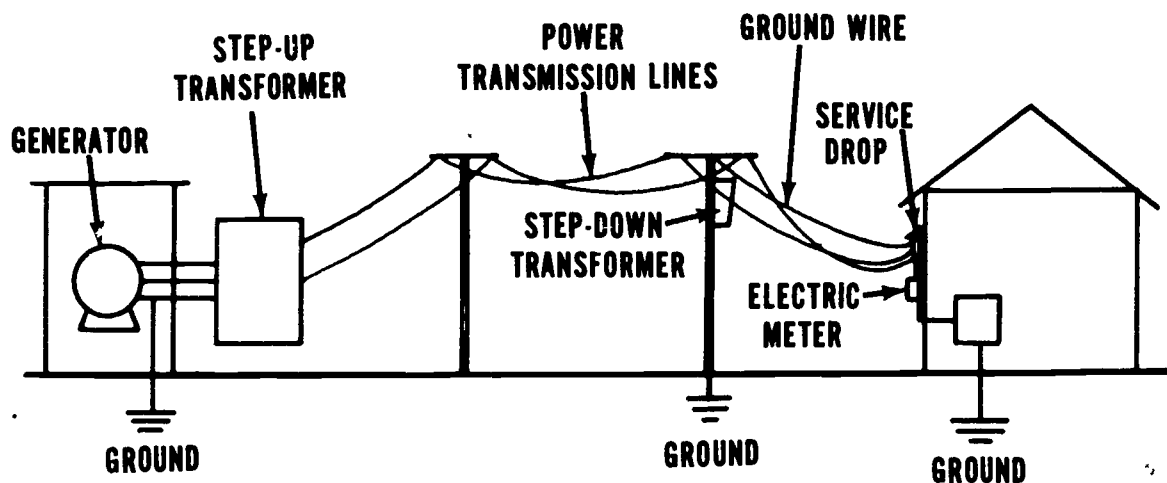 STEP-UP
TRANSFORMER
POWER
TRANSMISSION LINES
GROUND WIRE
GENERATOR
SERVICE
DROP
STEP-DOWN
TRANSFORMER
ELECTRIC
METER
GROUND
GROUND
GROUND